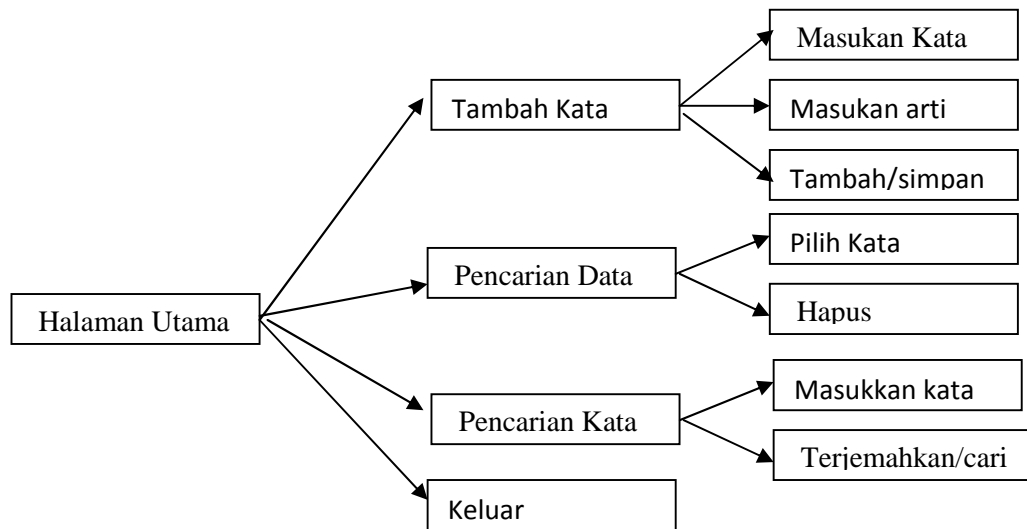 Halaman Utama
Tambah Kata
Masukan Kata
Masukan arti
Tambah/simpan
Pencarian Data
Pilih Kata
Hapus
Pencarian Kata
Masukkan kata
Terjemahkan/cari
Keluar